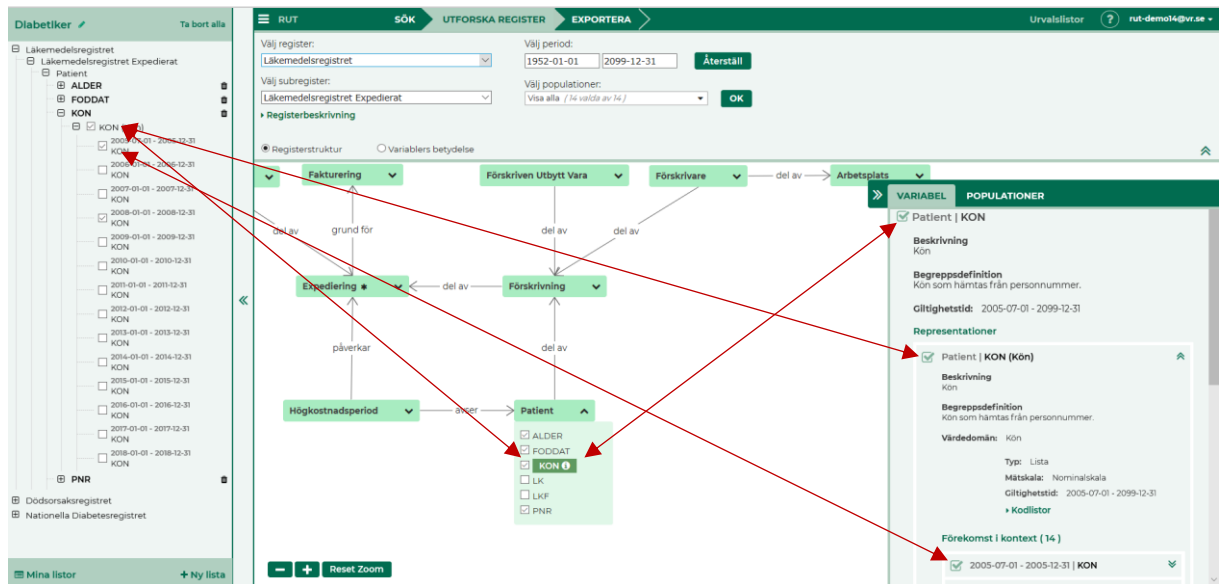 Diabetiker
Ta bort alla
Läkemedelsregistret
Läkemedelsregistret Expedierat
Patient
ALDER
FODDAT
KON
KON (Kön)
2005-07-01 - 2005-12-31
KON
2006-01-01 - 2006-12-31
KON
2007-01-01 - 2007-12-31
KON
2008-01-01 - 2008-12-31
KON
2009-01-01 - 2009-12-31
KON
2010-01-01 - 2010-12-31
KON
2011-01-01 - 2011-12-31
KON
2012-01-01 - 2012-12-31
KON
2013-01-01 - 2013-12-31
KON
2014-01-01 - 2014-12-31
KON
2015-01-01 - 2015-12-31
KON
2016-01-01 - 2016-12-31
KON
2017-01-01 - 2017-12-31
KON
2018-01-01 - 2018-12-31
KON
PNR
Dödsorsaksregistret
Nationella Diabetesregistret
Mina listor
+ Ny lista
RUT
SÖK
UTFORSKA REGISTER
EXPORTERA
Urvalslistor
?
rut-demo14@vr.se
Välj register:
Läkemedelsregistret
Välj period:
1952-01-01
2099-12-31
Återställ
Välj subregister:
Läkemedelsregistret Expedierat
Välj populationer:
Visa alla (14 valda av 14)
OK
Registerbeskrivning
Registerstruktur
Variablers betydelse
Fakturering
Förskriven Utbytt Vara
Förskrivare
del av
Arbetsplats
del av
grund för
del av
del av
Expediering *
del av
Förskrivning
påverkar
del av
Högkostnadsperiod
avser
Patient
ALDER
FODDAT
KON
LK
LKF
PNR
Reset Zoom
VARIABEL
POPULATIONER
Patient | KON
Beskrivning
Kön
Begreppsdefinition
Kön som hämtas från personnummer.
Giltighetstid: 2005-07-01 - 2099-12-31
Representationer
Patient | KON (Kön)
Beskrivning
Kön
Begreppsdefinition
Kön som hämtas från personnummer.
Värdedomän: Kön
Typ: Lista
Mätskala: Nominalskala
Giltighetstid: 2005-07-01 - 2099-12-31
Kodlistor
Förekomst i kontext ( 14 )
2005-07-01 - 2005-12-31 | KON